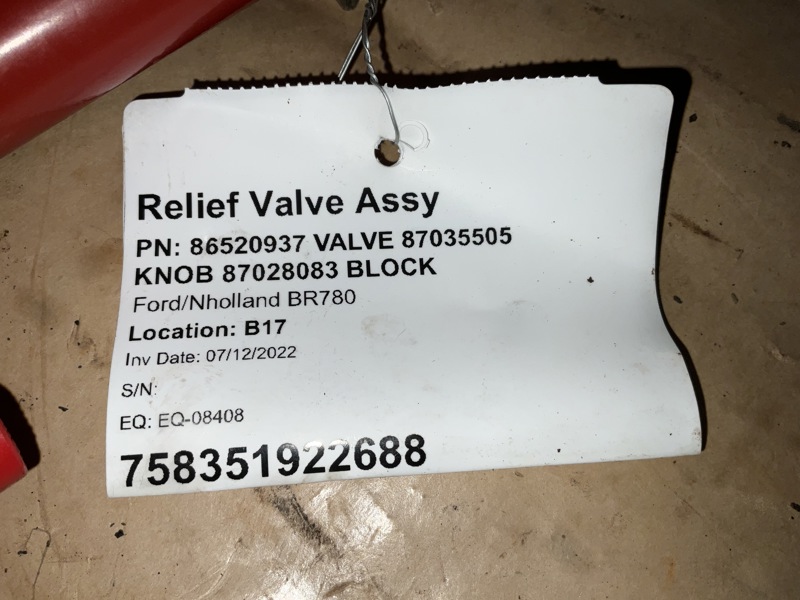 Relief Valve Assy
PN: 86520937 VALVE 87035505
KNOB 87028083 BLOCK
Ford/Nholland BR780
Location: B17
Inv Date: 07/12/2022
S/N:
EQ: EQ-08408
758351922688